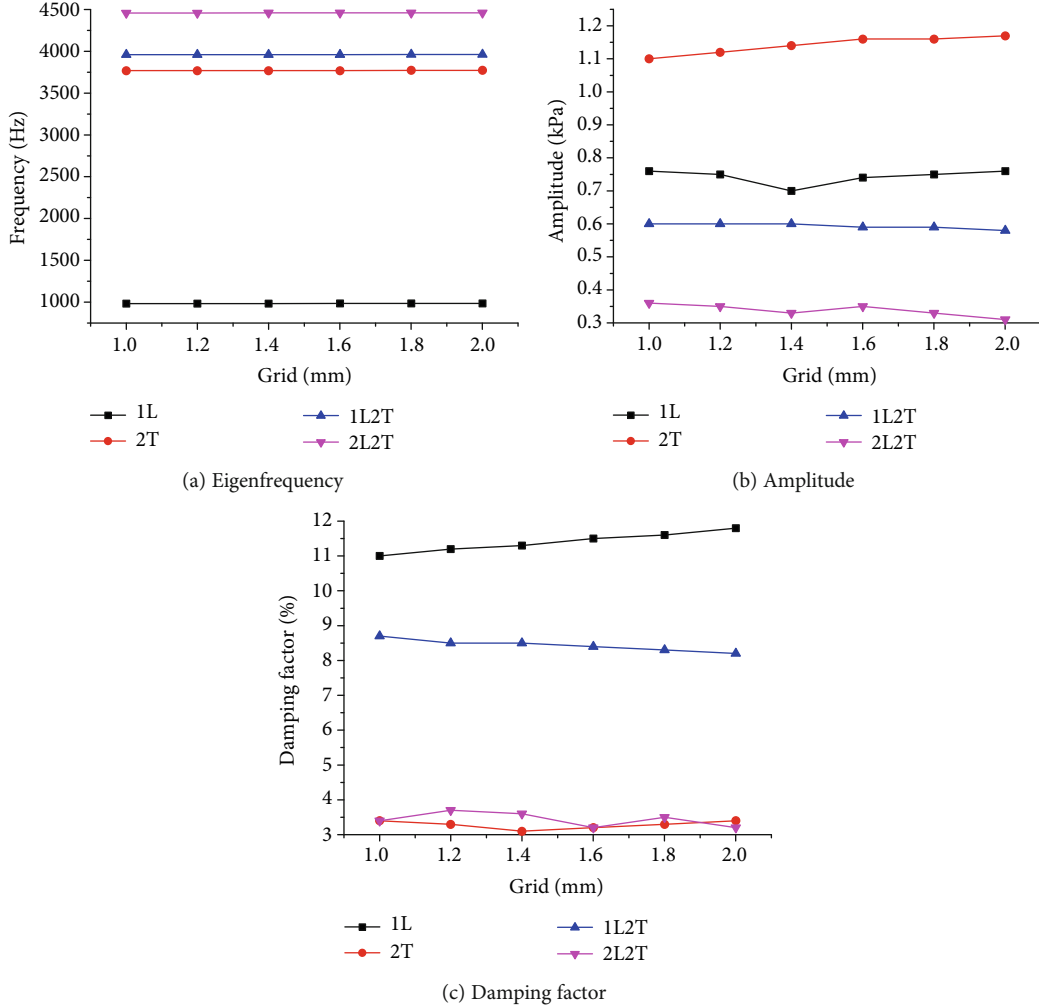 4500
4000
3500
3000
2500
2000
1500
1000
Frequency (Hz)
1.0 1.2 1.4 1.6 1.8 2.0
Grid (mm)
1L 1L2T
2T 2L2T
(a) Eigenfrequency
1.2
1.1
1.0
0.9
0.8
0.7
0.6
0.5
0.4
0.3
Amplitude (kPa)
1.0 1.2 1.4 1.6 1.8 2.0
Grid (mm)
1L 1L2T
2T 2L2T
(b) Amplitude
12
11
10
9
8
7
6
5
4
3
Damping factor (%)
1.0 1.2 1.4 1.6 1.8 2.0
Grid (mm)
1L 1L2T
2T 2L2T
(c) Damping factor